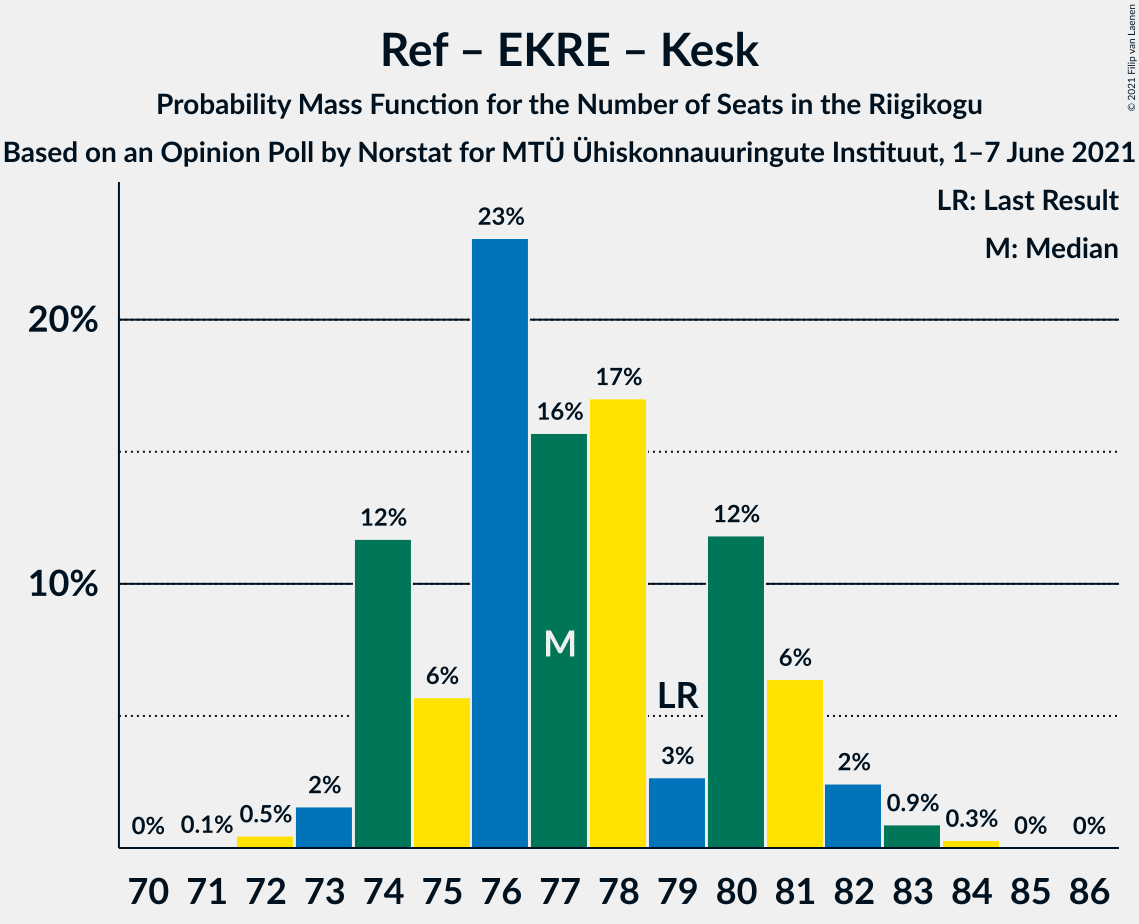 Ref – EKRE – Kesk
Probability Mass Function for the Number of Seats in the Riigikogu
Based on an Opinion Poll by Norstat for MTÜ Ühiskonnauuringute Instituut, 1–7 June 2021
© 2021 Filip van Laenen
LR: Last Result
M: Median
20%
10%
0% 0.1% 0.5% 2% 12% 6% 23% 16% 17% 3% 12% 6% 2% 0.9% 0.3% 0% 0%
M
LR
70 71 72 73 74 75 76 77 78 79 80 81 82 83 84 85 86